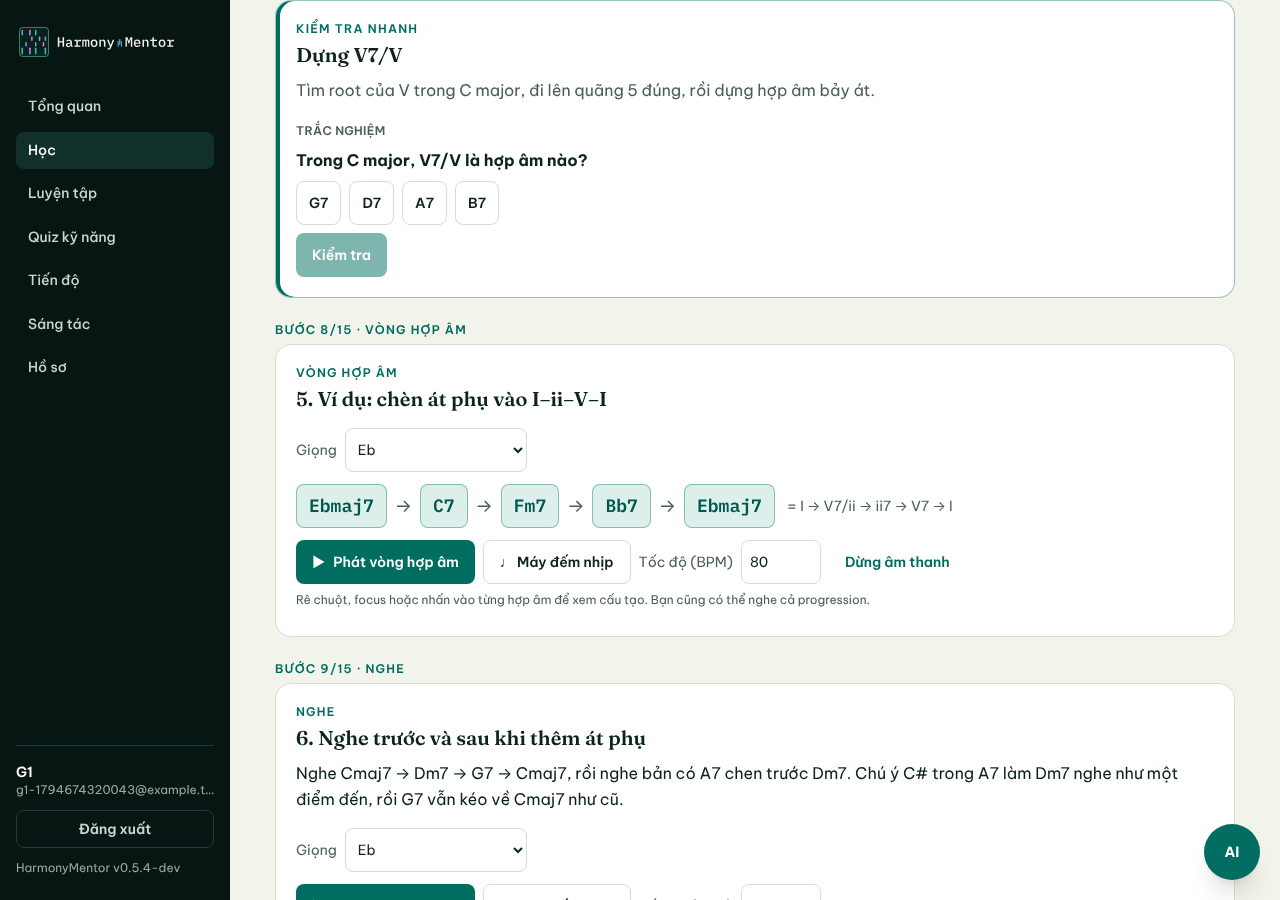 Harmony Mentor
Tổng quan
Học
Luyện tập
Quiz kỹ năng
Tiến độ
Sáng tác
Hồ sơ
G1
g1-1794674320043@example.t...
Đăng xuất
HarmonyMentor v0.5.4-dev
KIỂM TRA NHANH
Dựng V7/V
Tìm root của V trong C major, đi lên quãng 5 đúng, rồi dựng hợp âm bảy át.
TRẮC NGHIỆM
Trong C major, V7/V là hợp âm nào?
G7 D7 A7 B7
Kiểm tra
BƯỚC 8/15 · VÒNG HỢP ÂM
VÒNG HỢP ÂM
5. Ví dụ: chèn át phụ vào I–ii–V–I
Giọng Eb
Ebmaj7 → C7 → Fm7 → Bb7 → Ebmaj7 = I → V7/ii → ii7 → V7 → I
▶ Phát vòng hợp âm ♩ Máy đếm nhịp Tốc độ (BPM) 80 Dừng âm thanh
Rê chuột, focus hoặc nhấn vào từng hợp âm để xem cấu tạo. Bạn cũng có thể nghe cả progression.
BƯỚC 9/15 · NGHE
NGHE
6. Nghe trước và sau khi thêm át phụ
Nghe Cmaj7 → Dm7 → G7 → Cmaj7, rồi nghe bản có A7 chen trước Dm7. Chú ý C# trong A7 làm Dm7 nghe như một
điểm đến, rồi G7 vẫn kéo về Cmaj7 như cũ.
Giọng Eb
AI